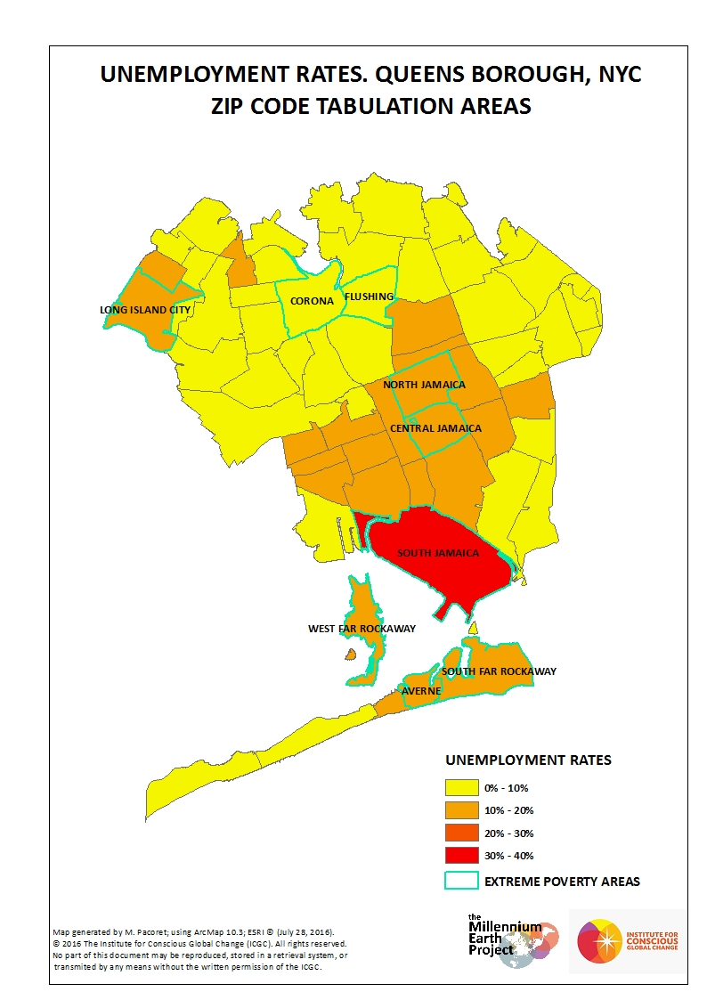 UNEMPLOYMENT RATES. QUEENS BOROUGH, NYC
ZIP CODE TABULATION AREAS
LONG ISLAND CITY
CORONA
FLUSHING
NORTH JAMAICA
CENTRAL JAMAICA
SOUTH JAMAICA
WEST FAR ROCKAWAY
SOUTH FAR ROCKAWAY
AVERNE
UNEMPLOYMENT RATES
0% - 10%
10% - 20%
20% - 30%
30% - 40%
EXTREME POVERTY AREAS
Map generated by M. Pacoret; using ArcMap 10.3; ESRI © (July 28, 2016).
© 2016 The Institute for Conscious Global Change (ICGC). All rights reserved.
No part of this document may be reproduced, stored in a retrieval system, or
transmited by any means without the written permission of the ICGC.
the
Millennium
Earth
Project
INSTITUTE FOR
CONSCIOUS
GLOBAL CHANGE